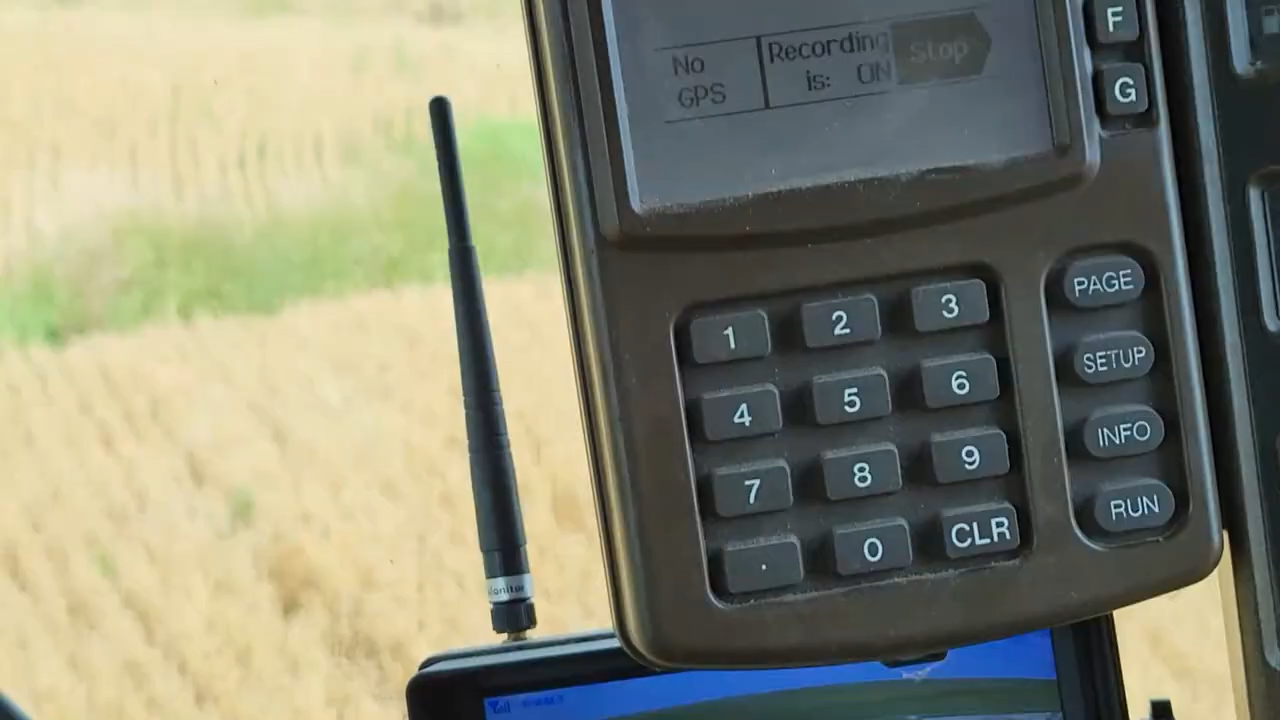 No
GPS
Recording
is: ON
Stop
F
G
1 2 3
4 5 6
7 8 9
. 0 CLR
PAGE
SETUP
INFO
RUN
Monitor